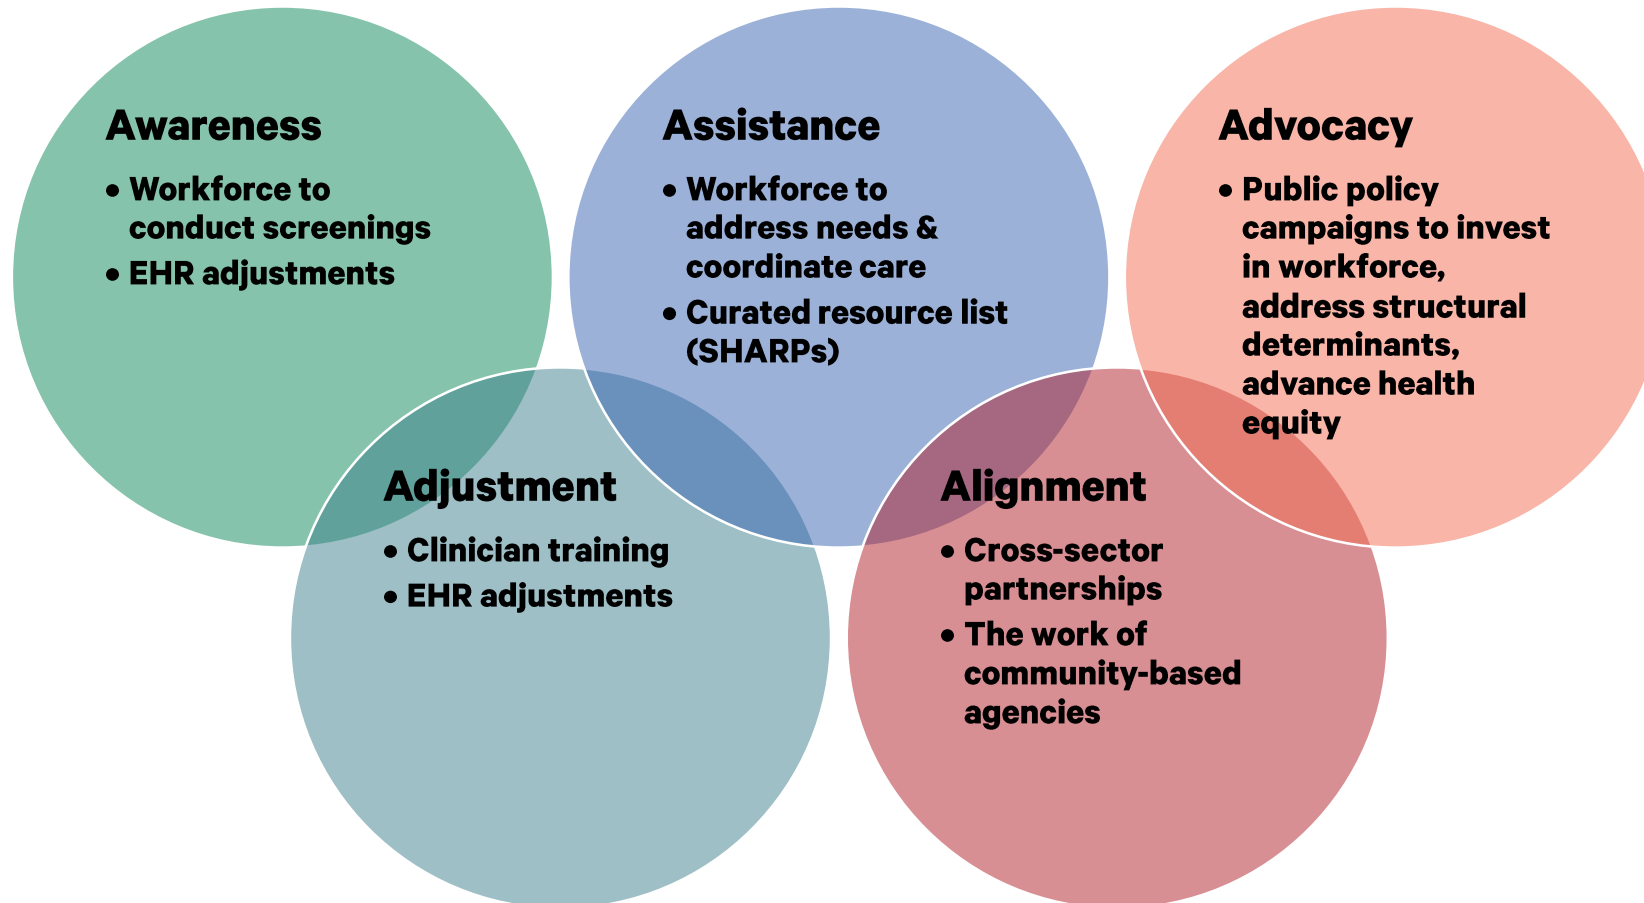 Awareness
• Workforce to
conduct screenings
• EHR adjustments
Adjustment
• Clinician training
• EHR adjustments
Assistance
• Workforce to
address needs &
coordinate care
• Curated resource list
(SHARPs)
Alignment
• Cross-sector
partnerships
• The work of
community-based
agencies
Advocacy
• Public policy
campaigns to invest
in workforce,
address structural
determinants,
advance health
equity